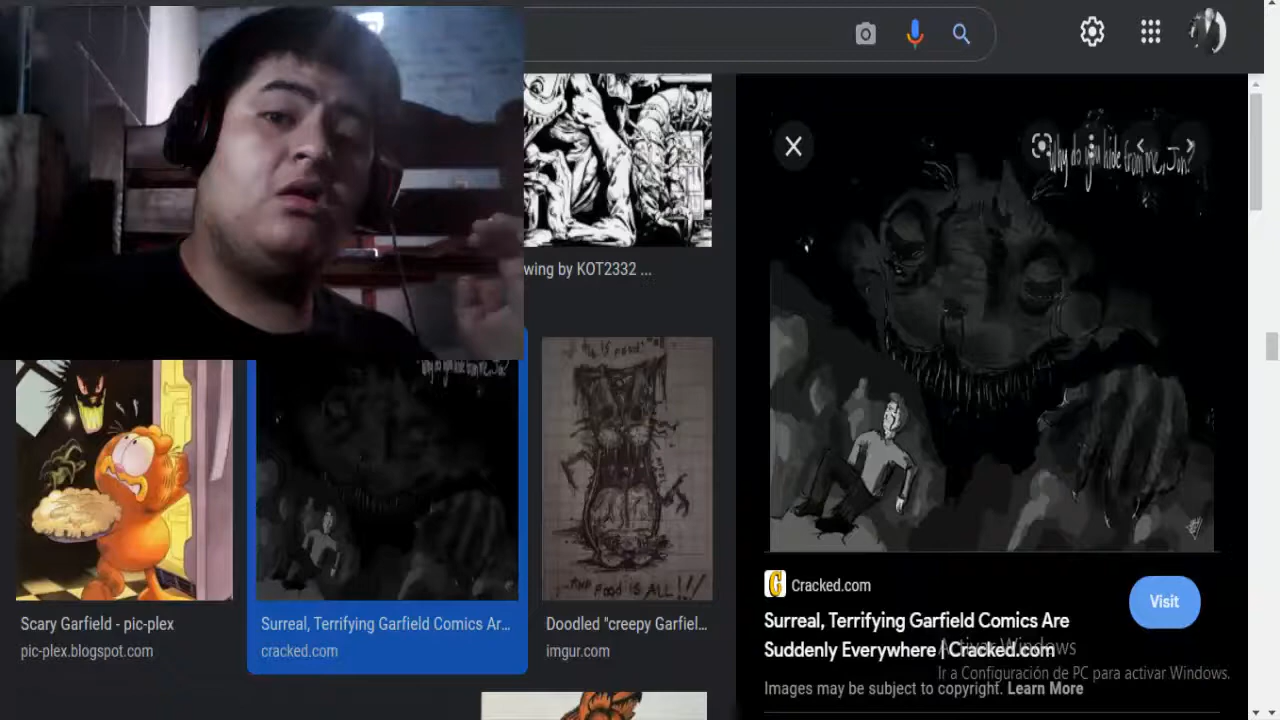 Why do you hide from me, Jon?
wing by KOT2332 ...
Scary Garfield - pic-plex
pic-plex.blogspot.com
Surreal, Terrifying Garfield Comics Ar...
cracked.com
food IS ALL!!!
Doodled "creepy Garfiel...
imgur.com
Cracked.com
Visit
Surreal, Terrifying Garfield Comics Are
Suddenly Everywhere | Cracked.com
Activar Windows
Ir a Configuración de PC para activar Windows.
Images may be subject to copyright. Learn More